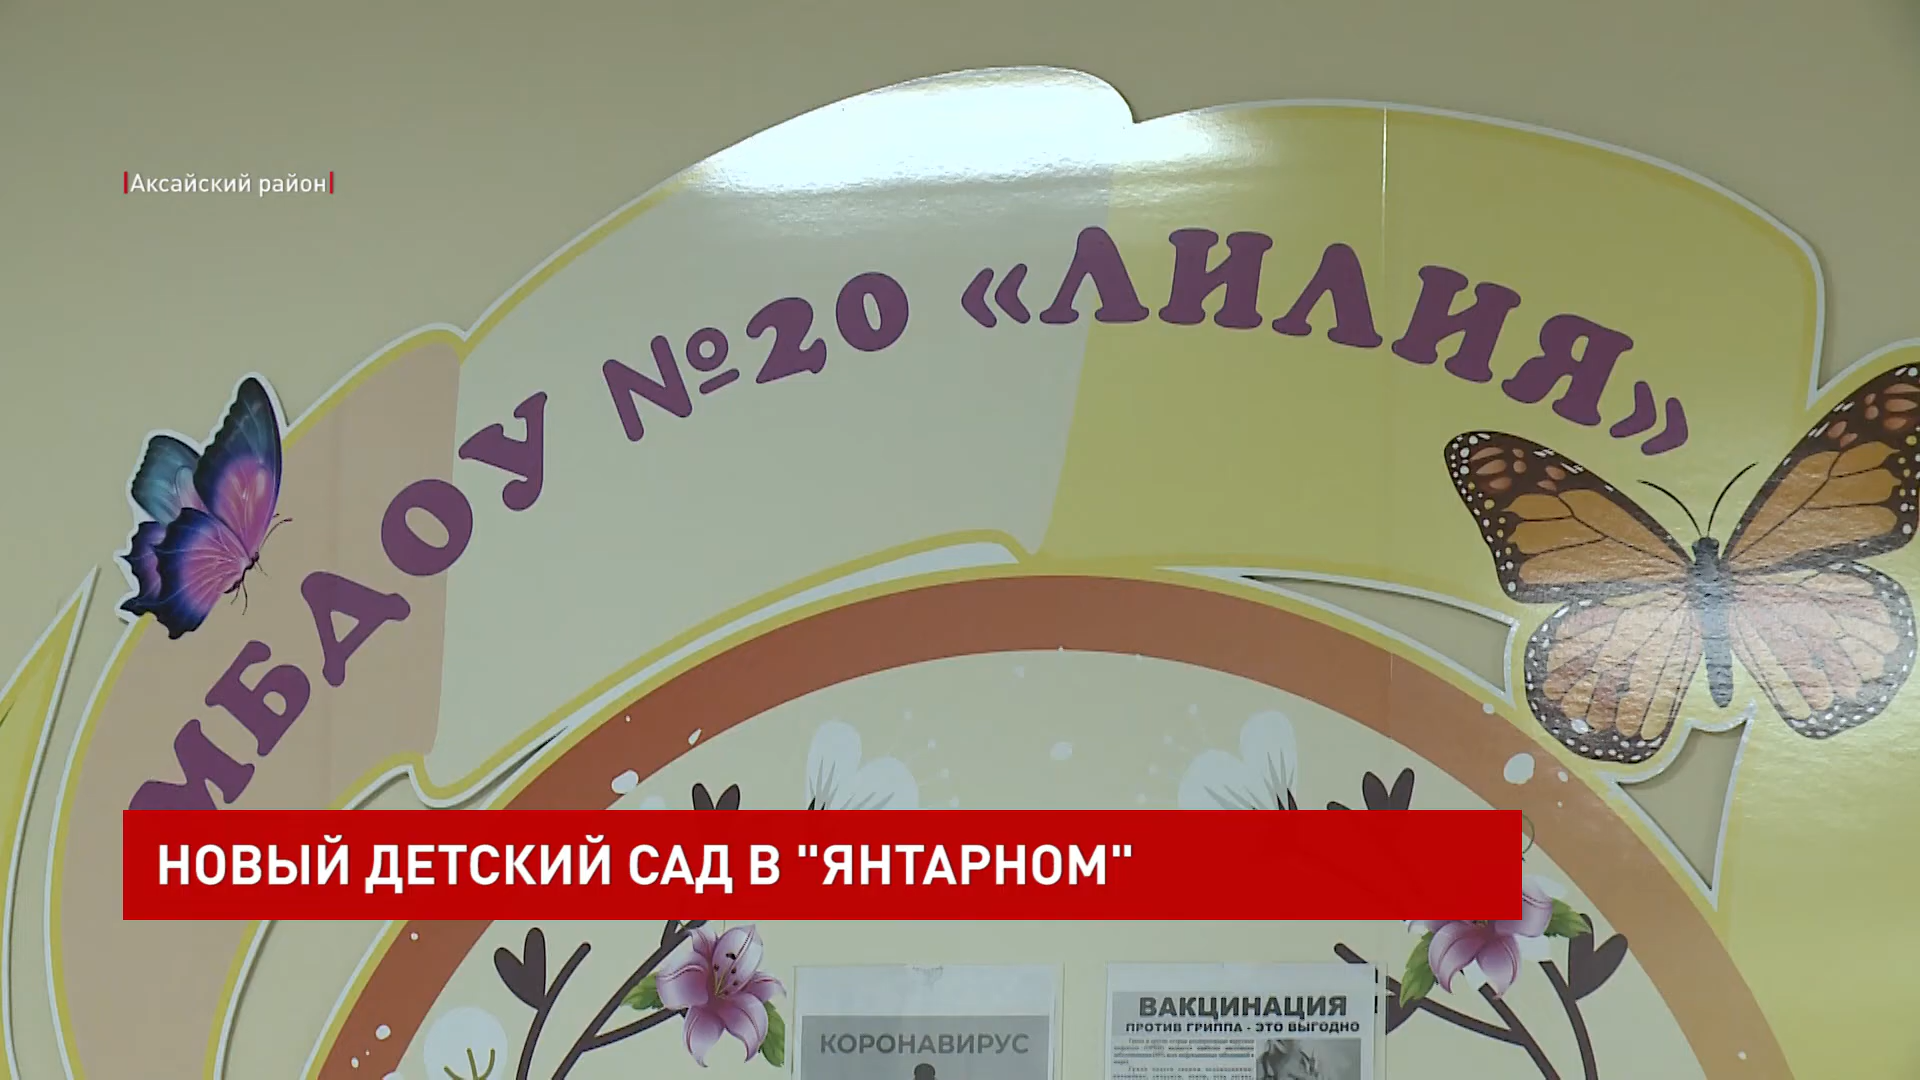 Аксайский район
МБДОУ №20 «ЛИЛИЯ»
НОВЫЙ ДЕТСКИЙ САД В "ЯНТАРНОМ"
КОРОНАВИРУС
ВАКЦИНАЦИЯ
ПРОТИВ ГРИППА - ЭТО ВЫГОДНО